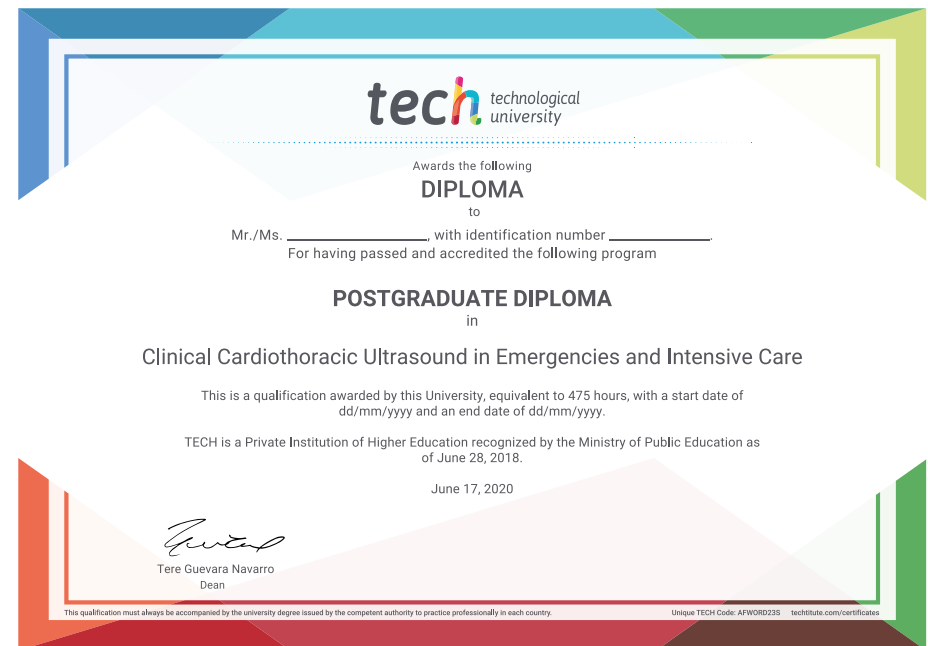 tech technological
university
Awards the following
DIPLOMA
to
Mr./Ms. ____________, with identification number ____________.
For having passed and accredited the following program
POSTGRADUATE DIPLOMA
in
Clinical Cardiothoracic Ultrasound in Emergencies and Intensive Care
This is a qualification awarded by this University, equivalent to 475 hours, with a start date of
dd/mm/yyyy and an end date of dd/mm/yyyy.
TECH is a Private Institution of Higher Education recognized by the Ministry of Public Education as
of June 28, 2018.
June 17, 2020
Tere Guevara Navarro
Dean
This qualification must always be accompanied by the university degree issued by the competent authority to practice professionally in each country.
Unique TECH Code: AFWORD23S techtitute.com/certificates